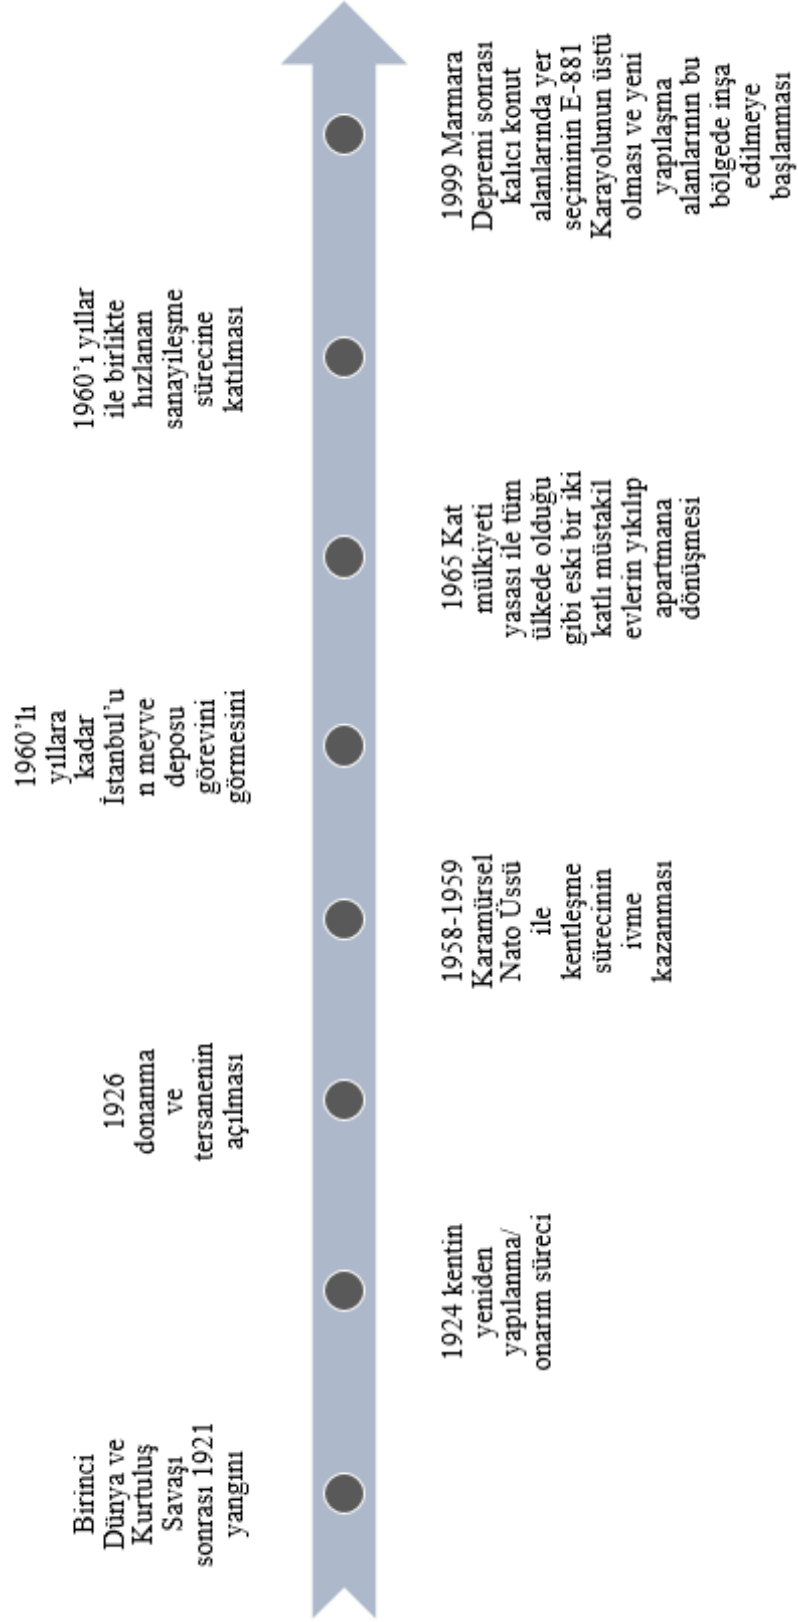 Birinci
Dünya ve
Kurtuluş
Savaşı
sonrası 1921
yangını
1924 kentin
yeniden
yapılanma/
onarım süreci
1926
donanma
ve
tersanenin
açılması
1958-1959
Karamürsel
Nato Üssü
ile
kentleşme
sürecinin
ivme
kazanması
1960’lı
yıllara
kadar
İstanbul’u
n meyve
deposu
görevini
görmesini
1965 Kat
mülkiyeti
yasası ile tüm
ülkede olduğu
gibi eski bir iki
katlı müstakil
evlerin yıkılıp
apartmana
dönüşmesi
1960’ı yıllar
ile birlikte
hızlanan
sanayileşme
sürecine
katılması
1999 Marmara
Depremi sonrası
kalıcı konut
alanlarında yer
seçiminin E-881
Karayolunun üstü
olması ve yeni
yapılaşma
alanlarının bu
bölgede inşa
edilmeye
başlanması